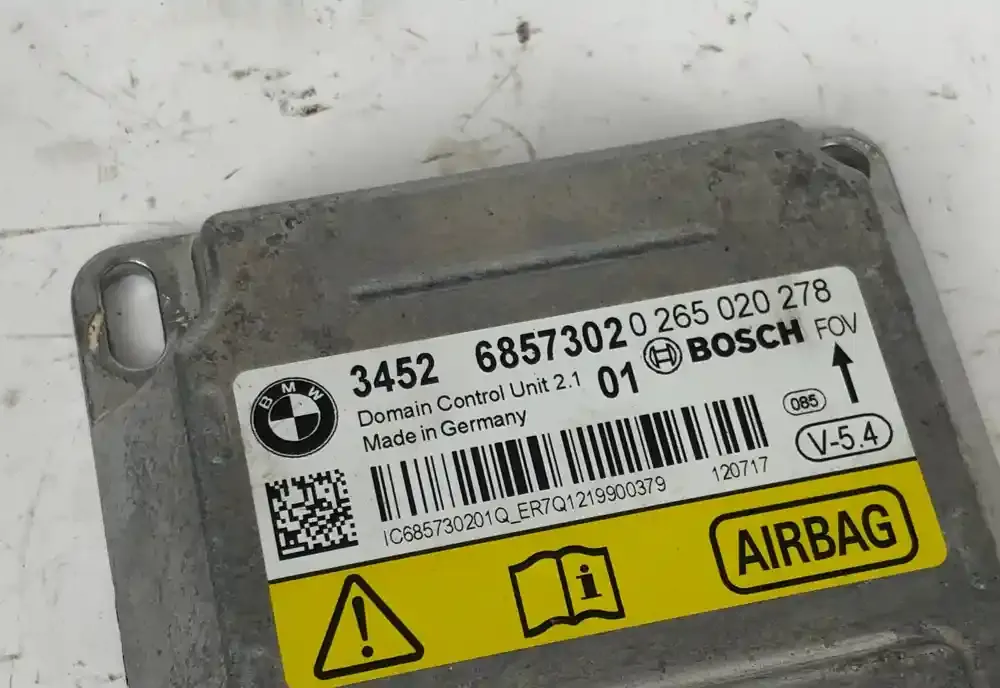 BMW
3452 6857302 0 265 020 278
Domain Control Unit 2.1 01 BOSCH FOV
Made in Germany
085
V-5.4
120717
IC685730201Q_ER7Q1219900379
i
AIRBAG